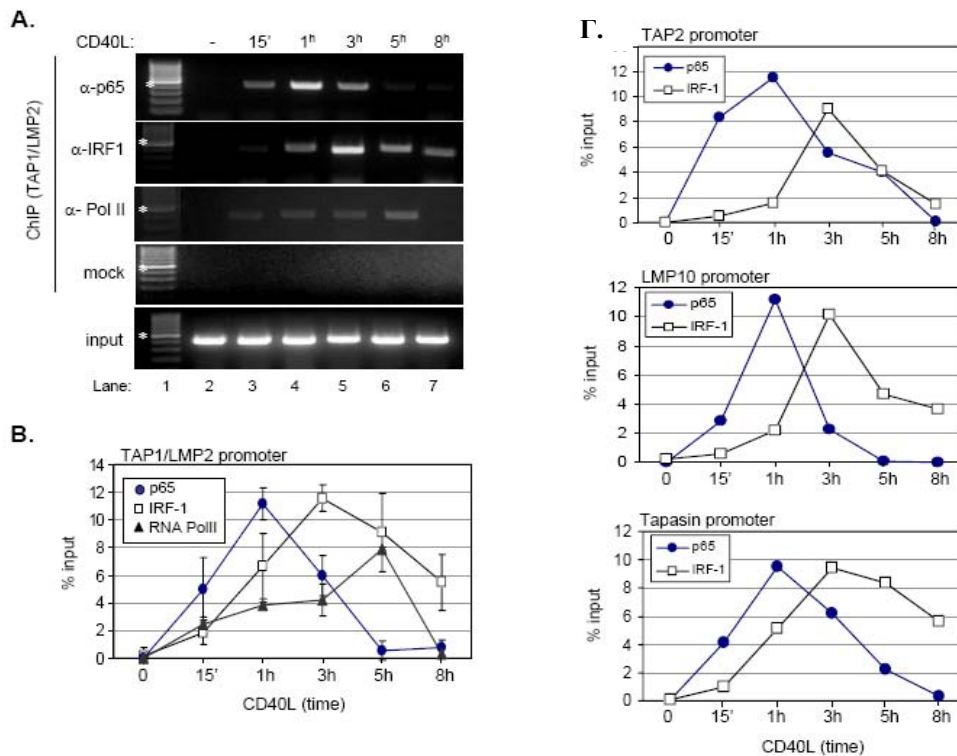 A.
CD40L: - 15' 1h 3h 5h 8h
ChIP (TAP1/LMP2)
α-p65
*
α-IRF1
*
α- Pol II
*
mock
*
input
*
Lane: 1 2 3 4 5 6 7
B.
TAP1/LMP2 promoter
14
12
10
8
6
4
2
0
% input
p65
IRF-1
RNA PolII
0 15' 1h 3h 5h 8h
CD40L (time)
Γ.
TAP2 promoter
12
10
8
6
4
2
0
% input
p65
IRF-1
0 15' 1h 3h 5h 8h
LMP10 promoter
12
10
8
6
4
2
0
% input
p65
IRF-1
0 15' 1h 3h 5h 8h
Tapasin promoter
12
10
8
6
4
2
0
% input
p65
IRF-1
0 15' 1h 3h 5h 8h
CD40L (time)